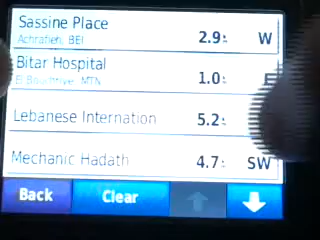 Sassine Place
Achrafieh, BEI
2.9 W
Bitar Hospital
MTN
1.0 E
Lebanese Internation
5.2
Mechanic Hadath
4.7 SW
Back Clear